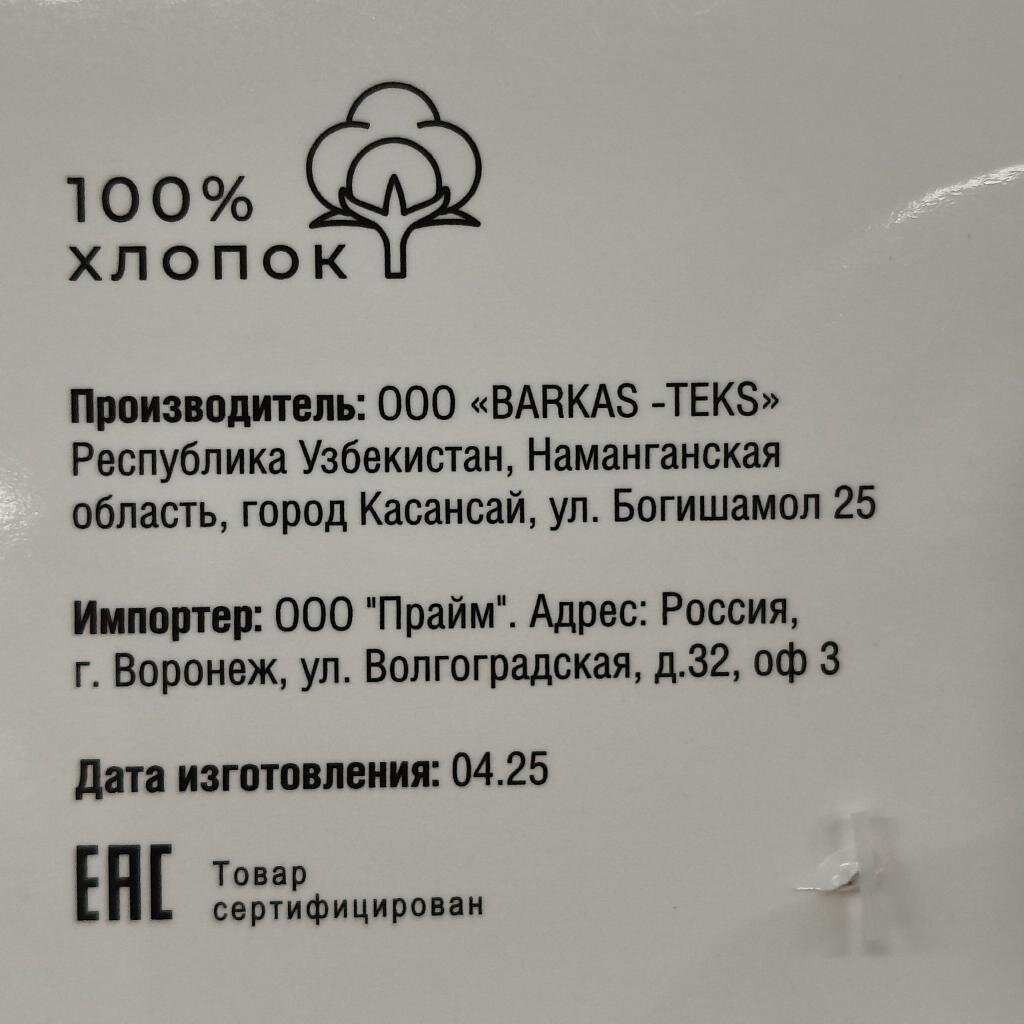 100%
ХЛОПОК
Производитель: ООО «BARKAS -TEKS»
Республика Узбекистан, Наманганская
область, город Касансай, ул. Богишамол 25
Импортер: ООО "Прайм". Адрес: Россия,
г. Воронеж, ул. Волгоградская, д.32, оф 3
Дата изготовления: 04.25
EAC
Товар
сертифицирован